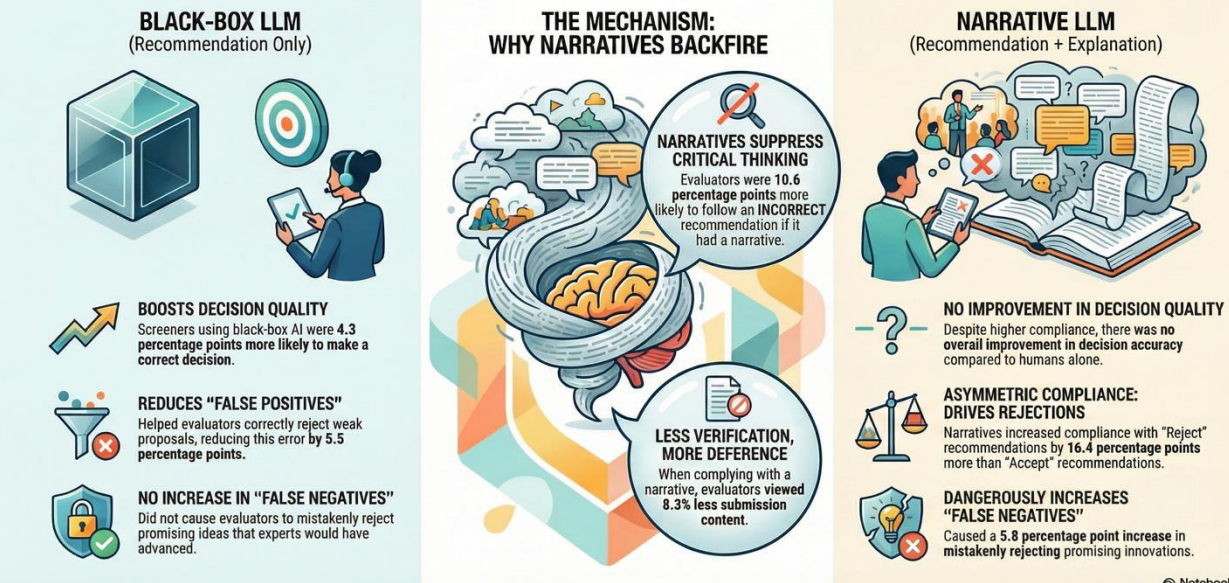 BLACK-BOX LLM
(Recommendation Only)
BOOSTS DECISION QUALITY
Screeners using black-box AI were 4.3
percentage points more likely to make a
correct decision.
REDUCES “FALSE POSITIVES”
Helped evaluators correctly reject weak
proposals, reducing this error by 5.5
percentage points.
NO INCREASE IN “FALSE NEGATIVES”
Did not cause evaluators to mistakenly reject
promising ideas that experts would have
advanced.
THE MECHANISM:
WHY NARRATIVES BACKFIRE
NARRATIVES SUPPRESS
CRITICAL THINKING
Evaluators were 10.6
percentage points more
likely to follow an INCORRECT
recommendation if it
had a narrative.
LESS VERIFICATION,
MORE DEFERENCE
When complying with a
narrative, evaluators viewed
8.3% less submission
content.
NARRATIVE LLM
(Recommendation + Explanation)
NO IMPROVEMENT IN DECISION QUALITY
Despite higher compliance, there was no
overall improvement in decision accuracy
compared to humans alone.
ASYMMETRIC COMPLIANCE:
DRIVES REJECTIONS
Narratives increased compliance with “Reject”
recommendations by 16.4 percentage points
more than “Accept” recommendations.
DANGEROUSLY INCREASES
“FALSE NEGATIVES”
Caused a 5.8 percentage point increase in
mistakenly rejecting promising innovations.